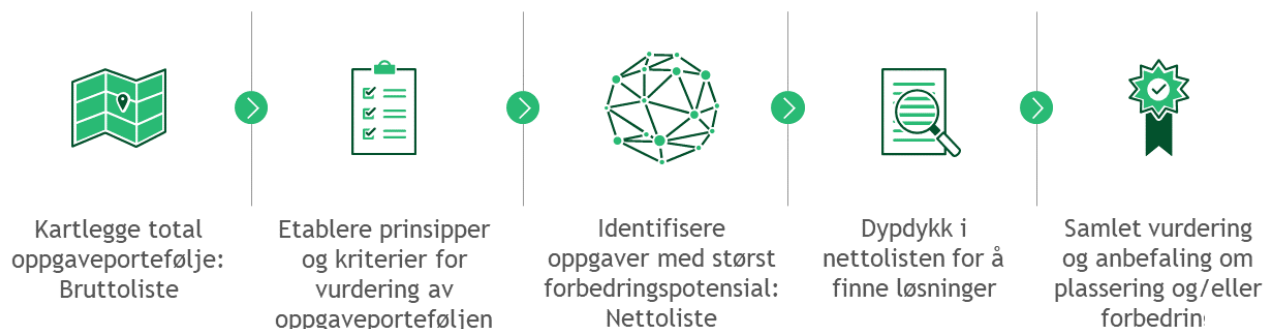 Kartlegge total
oppgaveportefølje:
Bruttoliste
Etablere prinsipper
og kriterier for
vurdering av
oppgaveporteføljen
Identifisere
oppgaver med størst
forbedringspotensial:
Nettoliste
Dypdykk i
nettolisten for å
finne løsninger
Samlet vurdering
og anbefaling om
plassering og/eller
forbedrin